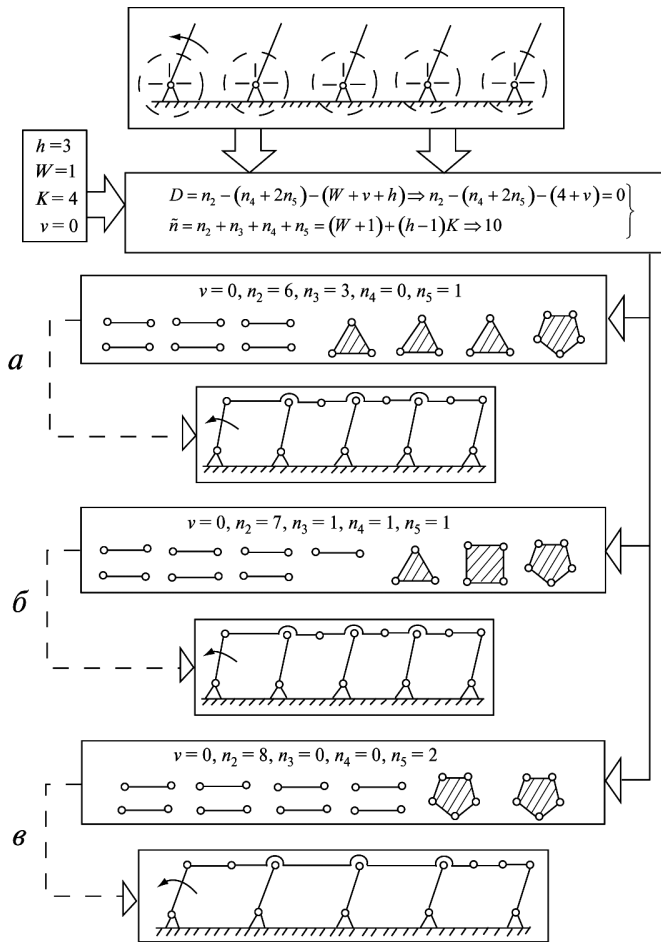 h=3
W=1
K=4
v=0
D = n₂ − (n₄ + 2n₅) − (W + v + h) ⇒ n₂ − (n₄ + 2n₅) − (4 + v) = 0
ñ = n₂ + n₃ + n₄ + n₅ = (W + 1) + (h − 1)K ⇒ 10
v = 0, n₂ = 6, n₃ = 3, n₄ = 0, n₅ = 1
а
v = 0, n₂ = 7, n₃ = 1, n₄ = 1, n₅ = 1
б
v = 0, n₂ = 8, n₃ = 0, n₄ = 0, n₅ = 2
в